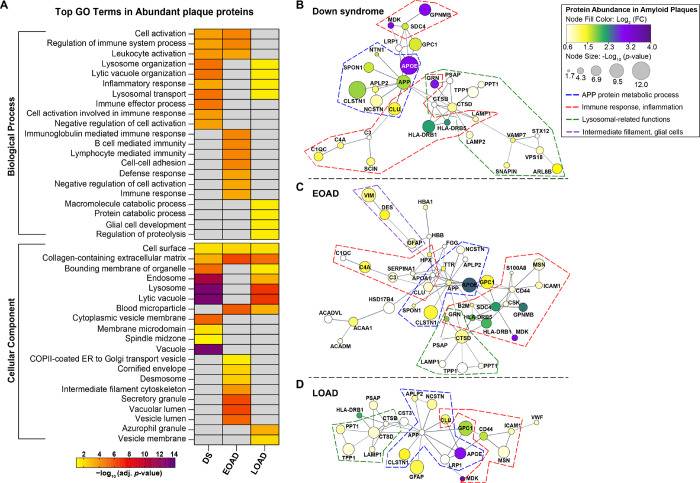 A
Top GO Terms in Abundant plaque proteins
Biological Process
Cell activation
Regulation of immune system process
Leukocyte activation
Lysosome organization
Lytic vacuole organization
Inflammatory response
Lysosomal transport
Immune effector process
Cell activation involved in immune response
Negative regulation of cell activation
Immunoglobulin mediated immune response
B cell mediated immunity
Lymphocyte mediated immunity
Cell-cell adhesion
Defense response
Negative regulation of cell activation
Immune response
Macromolecule catabolic process
Protein catabolic process
Glial cell development
Regulation of proteolysis
Cellular Component
Cell surface
Collagen-containing extracellular matrix
Bounding membrane of organelle
Endosome
Lysosome
Lytic vacuole
Blood microparticle
Cytoplasmic vesicle membrane
Membrane microdomain
Spindle midzone
Vacuole
COPII-coated ER to Golgi transport vesicle
Cornified envelope
Desmosome
Intermediate filament cytoskeleton
Secretory granule
Vacuolar lumen
Vesicle lumen
Azurophil granule
Vesicle membrane
DS
EOAD
LOAD
2 4 6 8 10 12 14
−log₁₀ (adj. p-value)
B
Down syndrome
MDK
GPNMB
SDC4
LRP1
GPC1
NTN1
SPON1
APOE
APLP2
APP
CLSTN1
NCSTN
CLU
GRN
PSAP
CTSB
TPP1
PPT1
CTSD
HLA-DRB1
HLA-DRB5
LAMP1
LAMP2
C3
C4A
C1QC
SCIN
VAMP7
STX12
VPS18
SNAPIN
ARL8B
Protein Abundance in Amyloid Plaques
Node Fill Color: Log₂ (FC)
0.6 1.5 2.5 3.0 4.0
Node Size: -Log₁₀ (p-value)
1.7 4.3 6.9 9.5 12.0
APP protein metabolic process
Immune response, inflammation
Lysosomal-related functions
Intermediate filament, glial cells
C
EOAD
VIM
DES
GFAP
HBA1
HBB
HPX
FGG
NCSTN
TTR
APLP2
C1QC
C4A
C3
SERPINA1
APOA1
CLU
APP
APOE
GPC1
S100A8
MSN
CD44
ICAM1
CSK
GPNMB
SDC4
B2M
HLA-DRB5
HLA-DRB1
MDK
HSD17B4
SPON1
CLSTN1
GRN
ACADVL
ACAA1
ACADM
PSAP
CTSD
LAMP1
TPP1
PPT1
D
LOAD
APLP2
NCSTN
PSAP
HLA-DRB1
CST3
CTSB
CLU
GPC1
CD44
ICAM1
VWF
PPT1
CTSD
APP
TPP1
LAMP1
CLSTN1
GFAP
APOE
LRP1
MSN
MDK